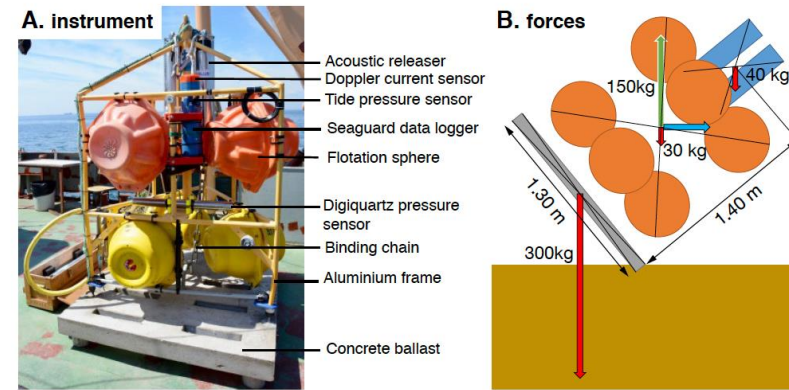 A. instrument
Acoustic releaser
Doppler current sensor
Tide pressure sensor
Seaguard data logger
Flotation sphere
Digiquartz pressure
sensor
Binding chain
Aluminium frame
Concrete ballast
B. forces
150kg
40 kg
30 kg
1.30 m
1.40 m
300kg